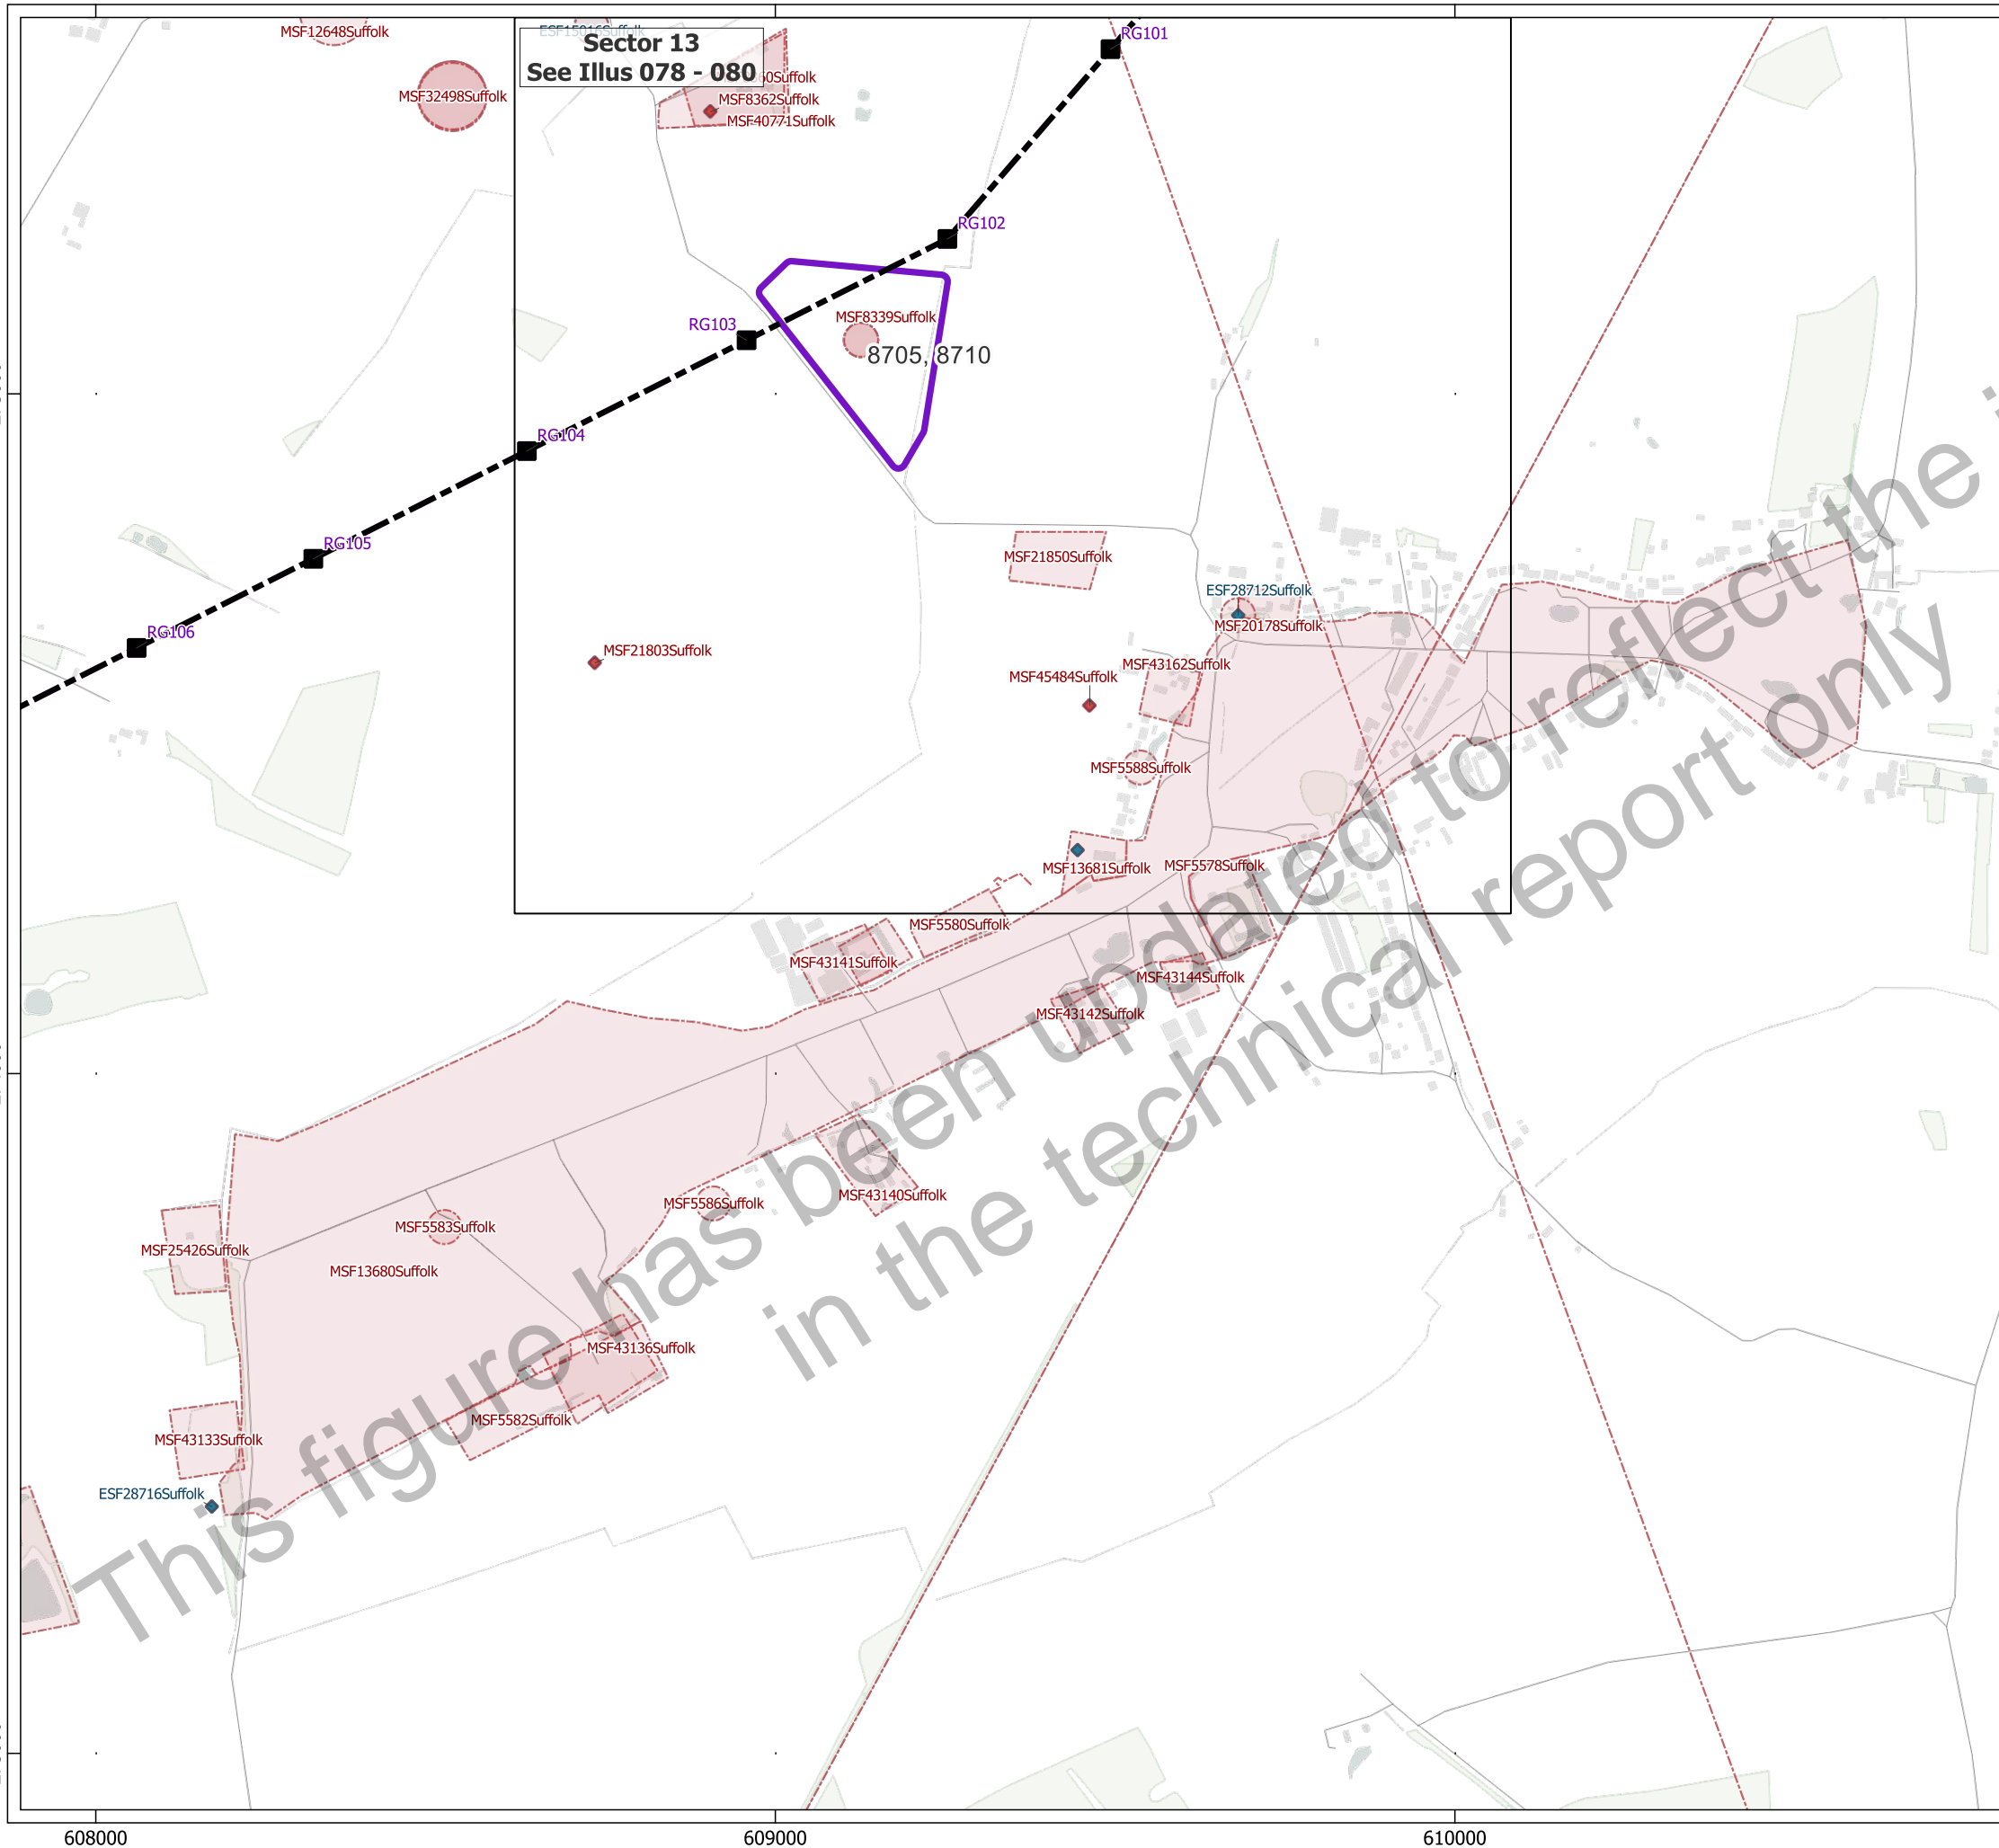 MSF12648Suffolk
ESF15016Suffolk
Sector 13
See Illus 078 - 080
RG101
60Suffolk
MSF32498Suffolk
MSF8362Suffolk
MSF40771Suffolk
RG102
MSF8339Suffolk
RG103
8705, 8710
RG104
RG105
MSF21850Suffolk
ESF28712Suffolk
MSF20178Suffolk
RG106
MSF21803Suffolk
MSF43162Suffolk
MSF45484Suffolk
MSF5588Suffolk
MSF13681Suffolk
MSF5578Suffolk
MSF5580Suffolk
MSF43141Suffolk
MSF43144Suffolk
MSF43142Suffolk
MSF43140Suffolk
MSF5586Suffolk
MSF5583Suffolk
MSF25426Suffolk
MSF13680Suffolk
MSF43136Suffolk
MSF5582Suffolk
MSF43133Suffolk
ESF28716Suffolk
This figure has been updated to reflect the
in the technical report only
608000
609000
610000